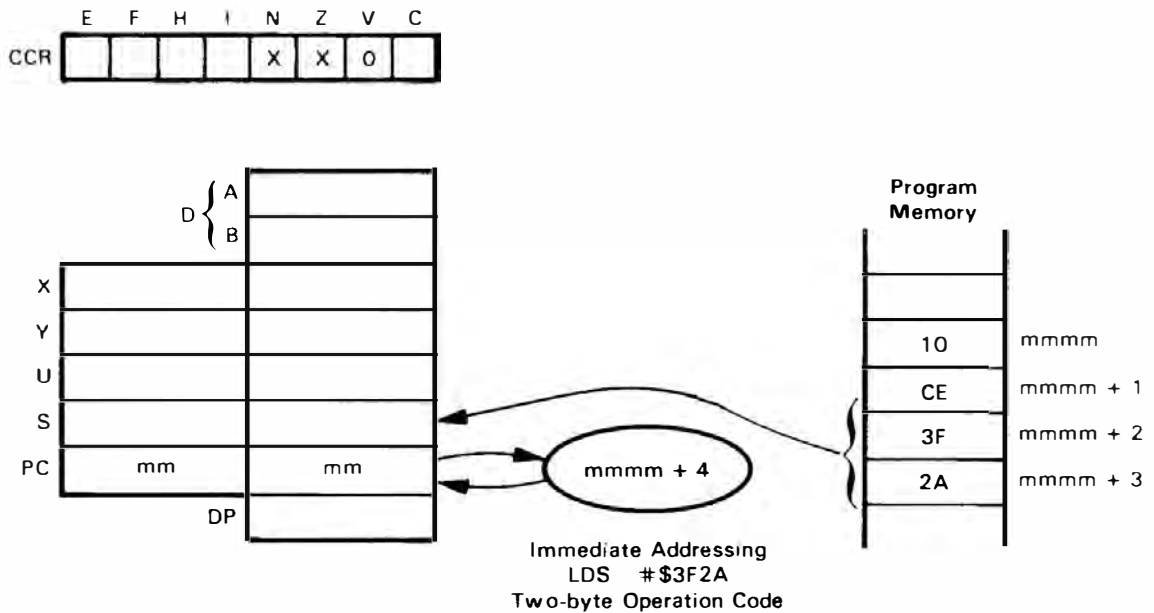 E F H I N Z V C
CCR X X 0
D { A
B
Program
Memory
X
Y
U
S
PC mm mm
DP
mmmm + 4
10 mmmm
CE mmmm + 1
3F mmmm + 2
2A mmmm + 3
Immediate Addressing
LDS #$3F2A
Two-byte Operation Code